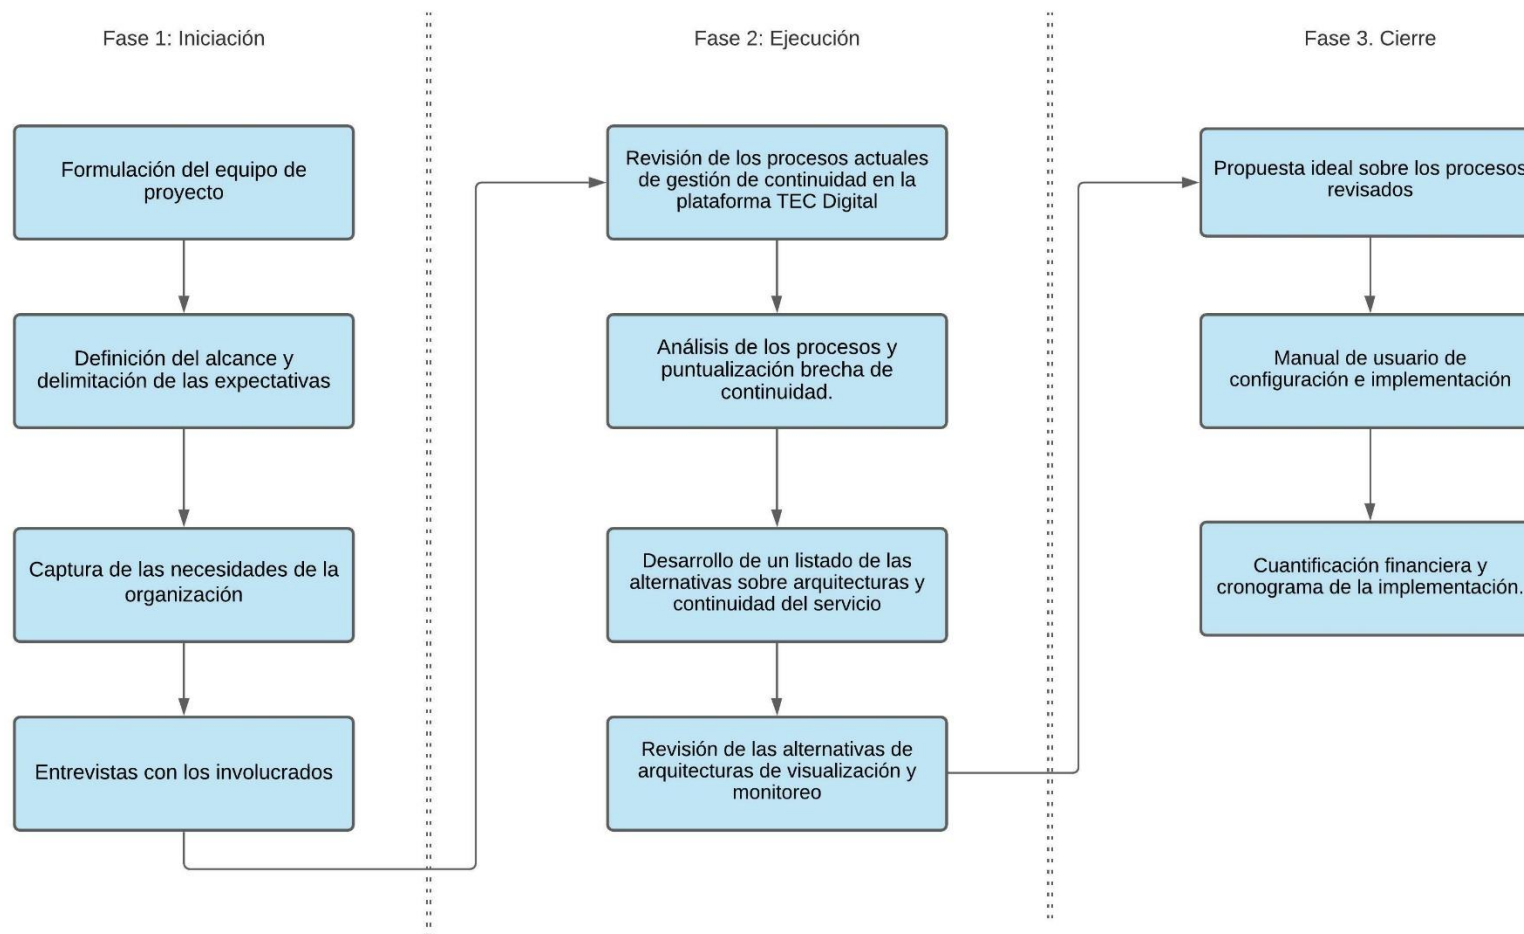 Fase 1: Iniciación
Formulación del equipo de
proyecto
Definición del alcance y
delimitación de las expectativas
Captura de las necesidades de la
organización
Entrevistas con los involucrados
Fase 2: Ejecución
Revisión de los procesos actuales
de gestión de continuidad en la
plataforma TEC Digital
Análisis de los procesos y
puntualización brecha de
continuidad.
Desarrollo de un listado de las
alternativas sobre arquitecturas y
continuidad del servicio
Revisión de las alternativas de
arquitecturas de visualización y
monitoreo
Fase 3. Cierre
Propuesta ideal sobre los procesos
revisados
Manual de usuario de
configuración e implementación
Cuantificación financiera y
cronograma de la implementación.